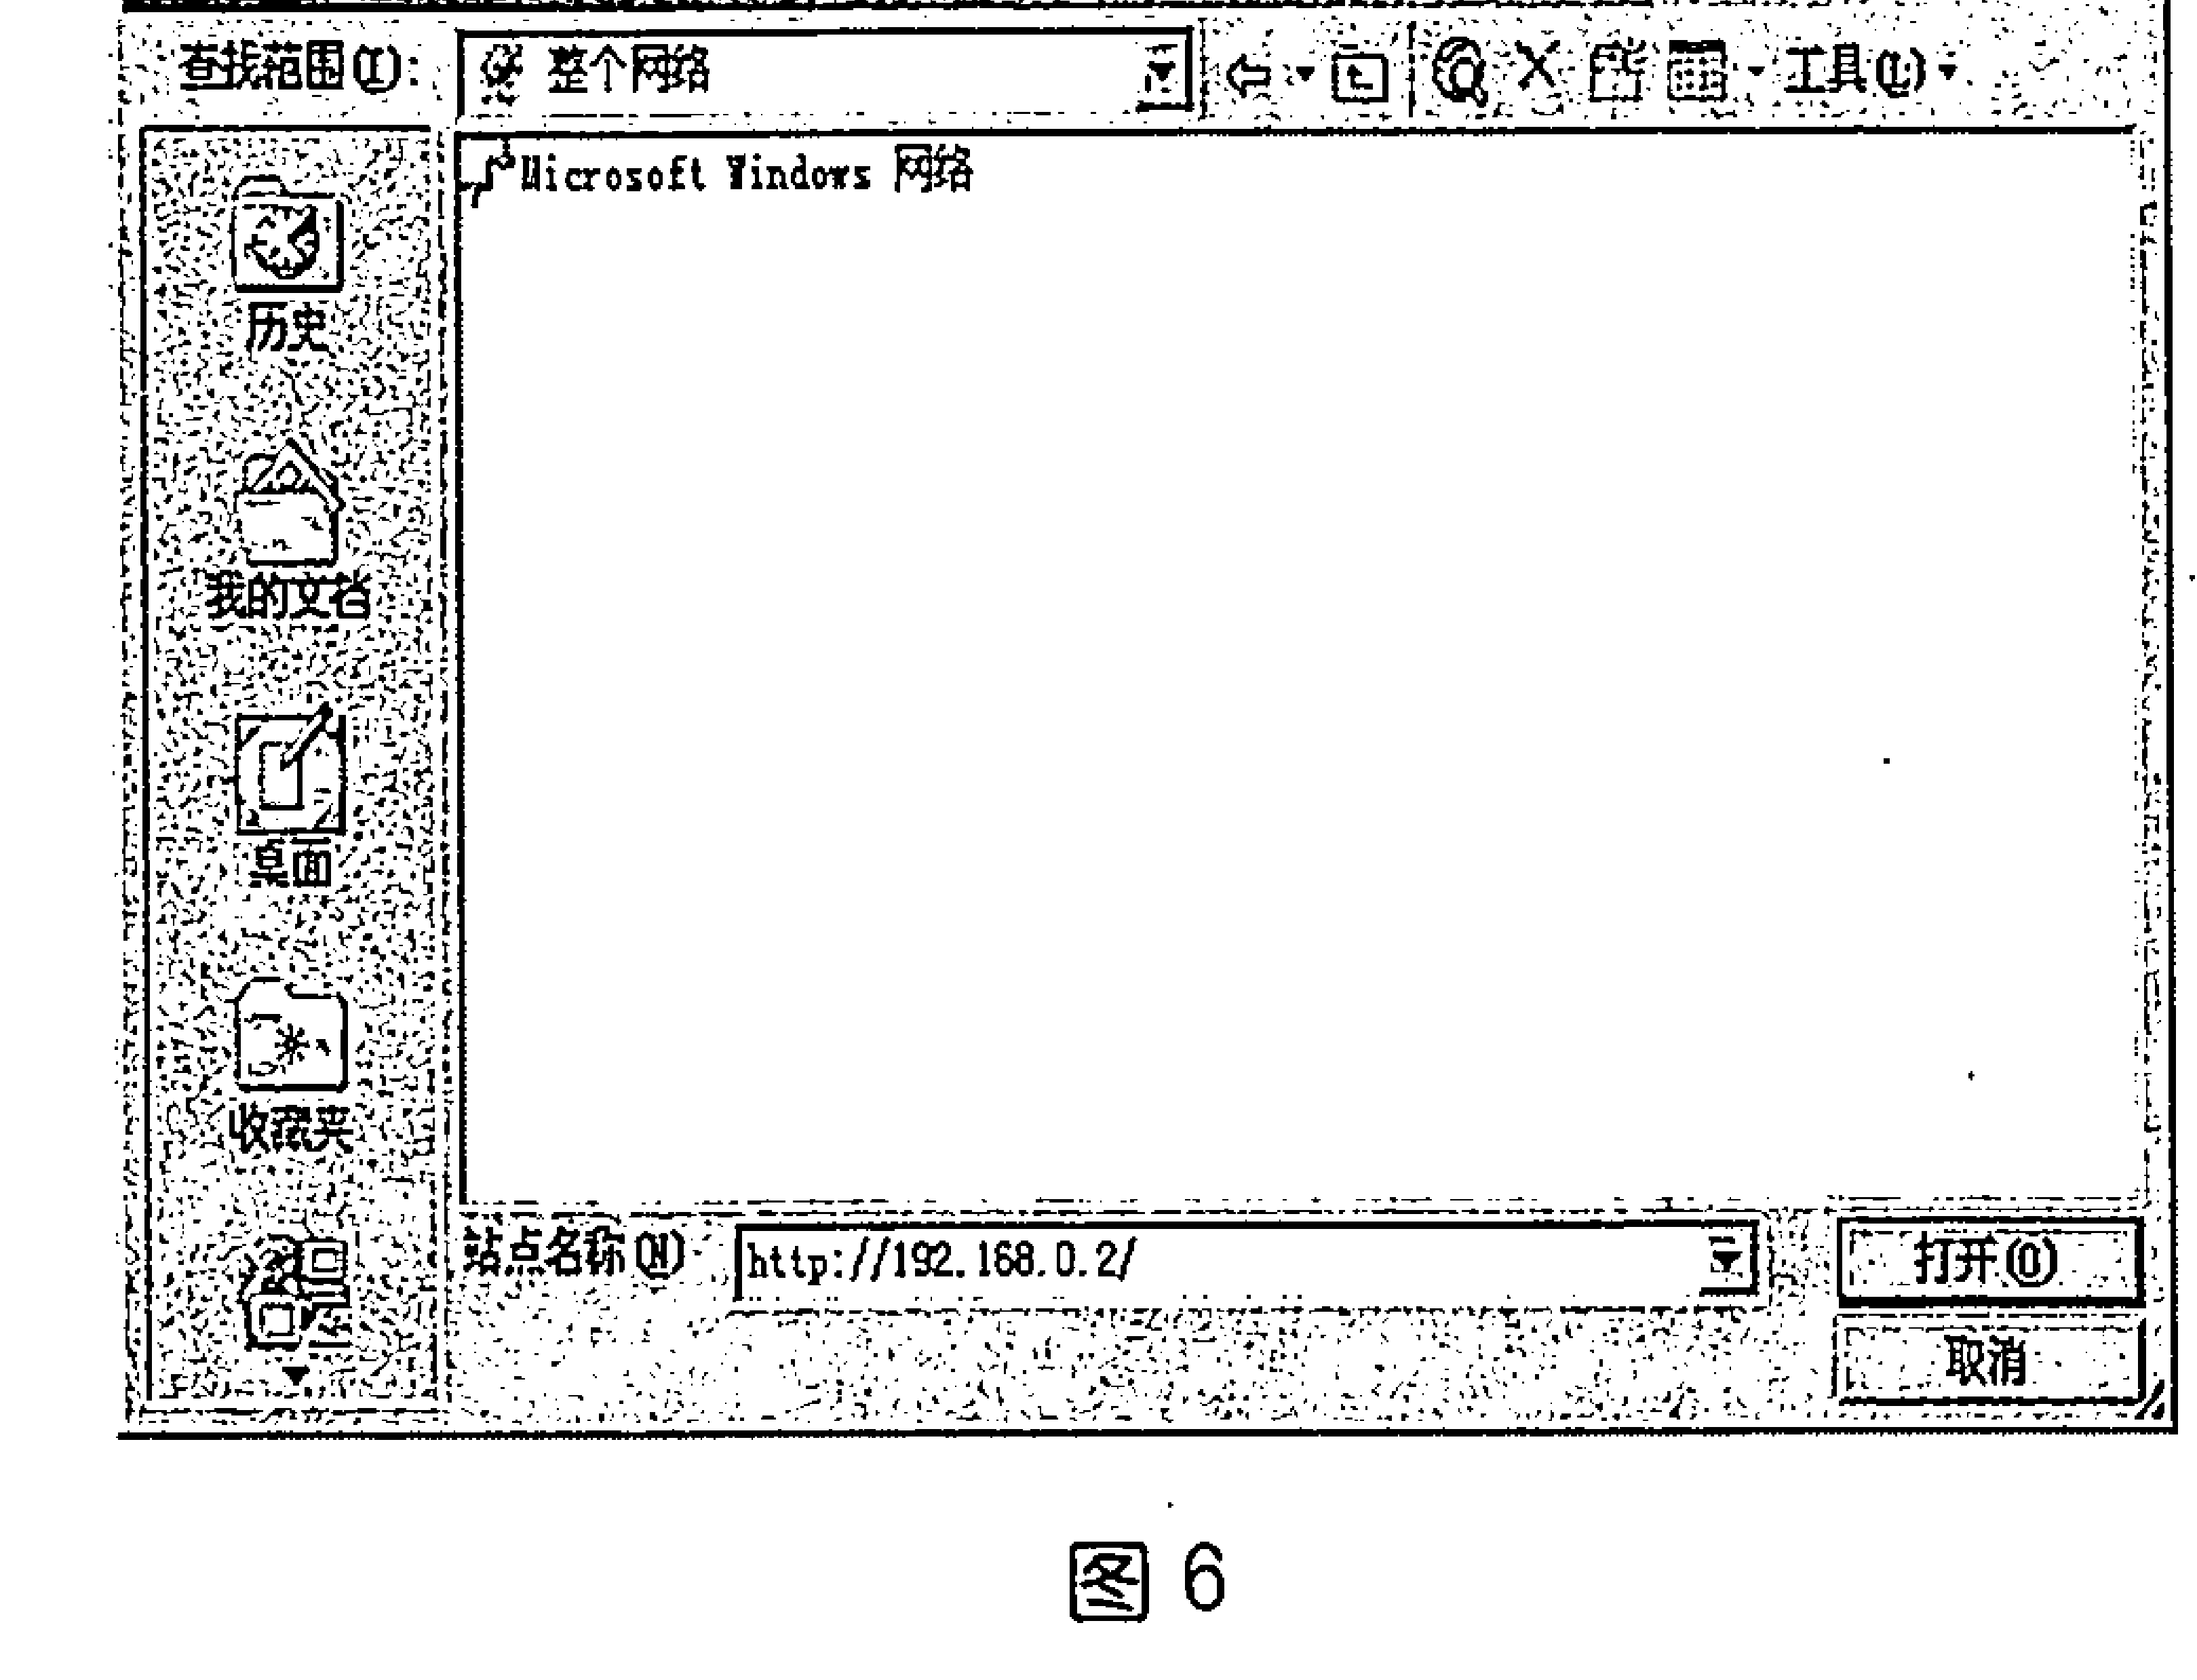 查找范围(I):
整个网络
工具(L)
Microsoft Windows 网络
历史
我的文档
桌面
收藏夹
站点名称(N)
http://192.168.0.2/
打开(O)
取消
图 6